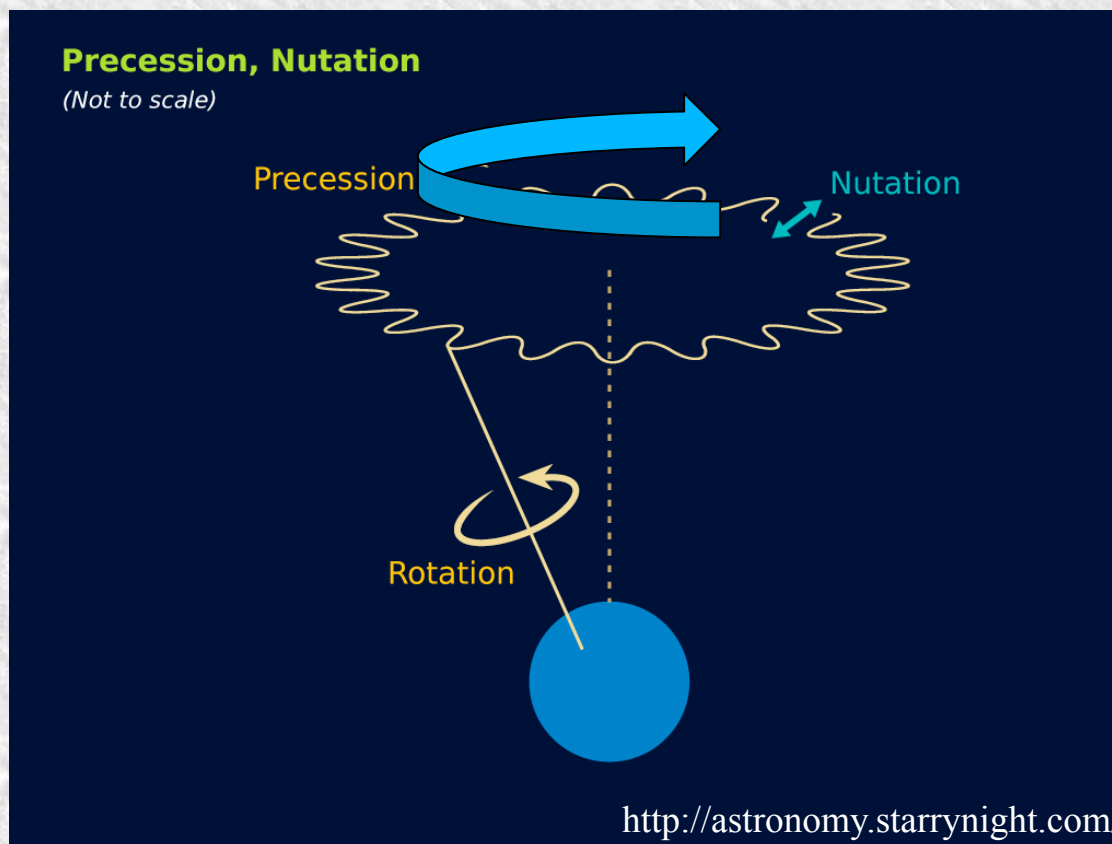 Precession, Nutation
(Not to scale)
Precession
Nutation
Rotation
http://astronomy.starrynight.com